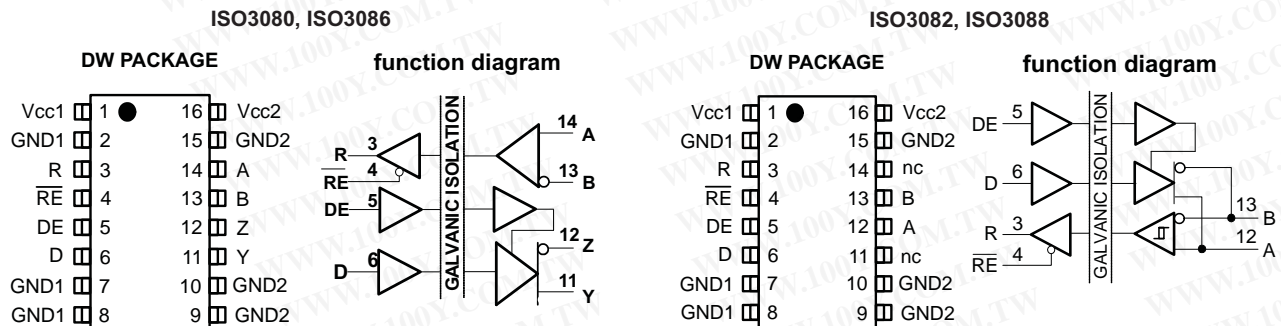 ISO3080, ISO3086
DW PACKAGE
function diagram
Vcc1 1 16 Vcc2
GND1 2 15 GND2
R 3 14 A
RE 4 13 B
DE 5 12 Z
D 6 11 Y
GND1 7 10 GND2
GND1 8 9 GND2
R 3
RE 4
DE 5
D 6
GALVANIC ISOLATION
14 A
13 B
12 Z
11 Y
ISO3082, ISO3088
DW PACKAGE
function diagram
Vcc1 1 16 Vcc2
GND1 2 15 GND2
R 3 14 nc
RE 4 13 B
DE 5 12 A
D 6 11 nc
GND1 7 10 GND2
GND1 8 9 GND2
DE 5
D 6
R 3
RE 4
GALVANIC ISOLATION
13 B
12 A
WWW.100Y.COM.TW